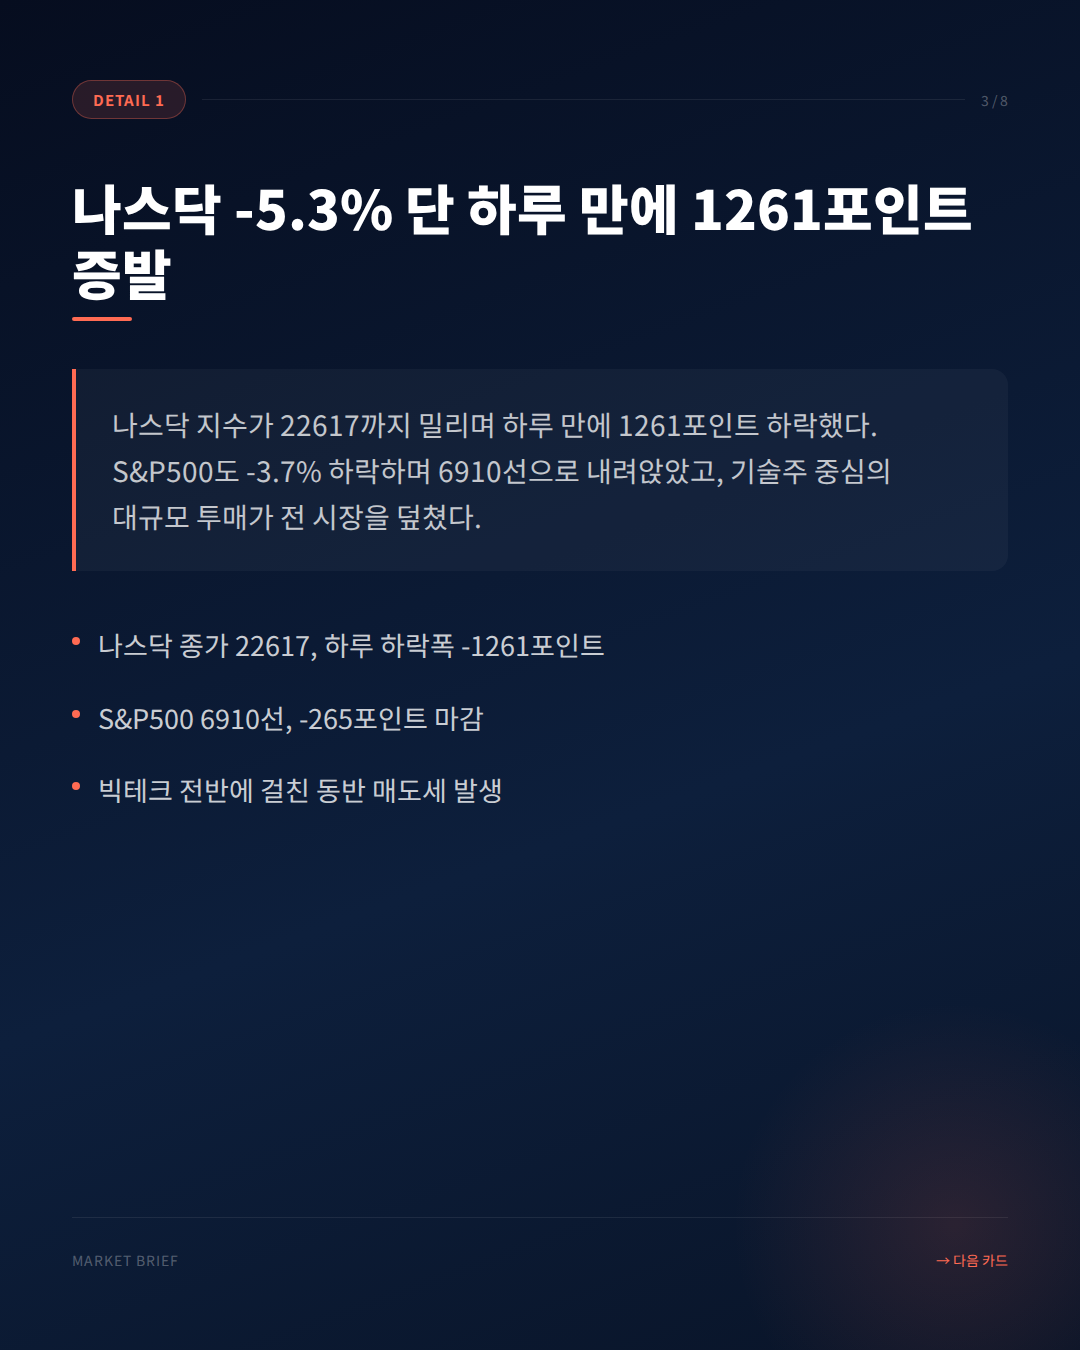 DETAIL 1
3 / 8
나스닥 -5.3% 단 하루 만에 1261포인트
증발
나스닥 지수가 22617까지 밀리며 하루 만에 1261포인트 하락했다.
S&P500도 -3.7% 하락하며 6910선으로 내려앉았고, 기술주 중심의
대규모 투매가 전 시장을 덮쳤다.
• 나스닥 종가 22617, 하루 하락폭 -1261포인트
• S&P500 6910선, -265포인트 마감
• 빅테크 전반에 걸친 동반 매도세 발생
MARKET BRIEF
→ 다음 카드